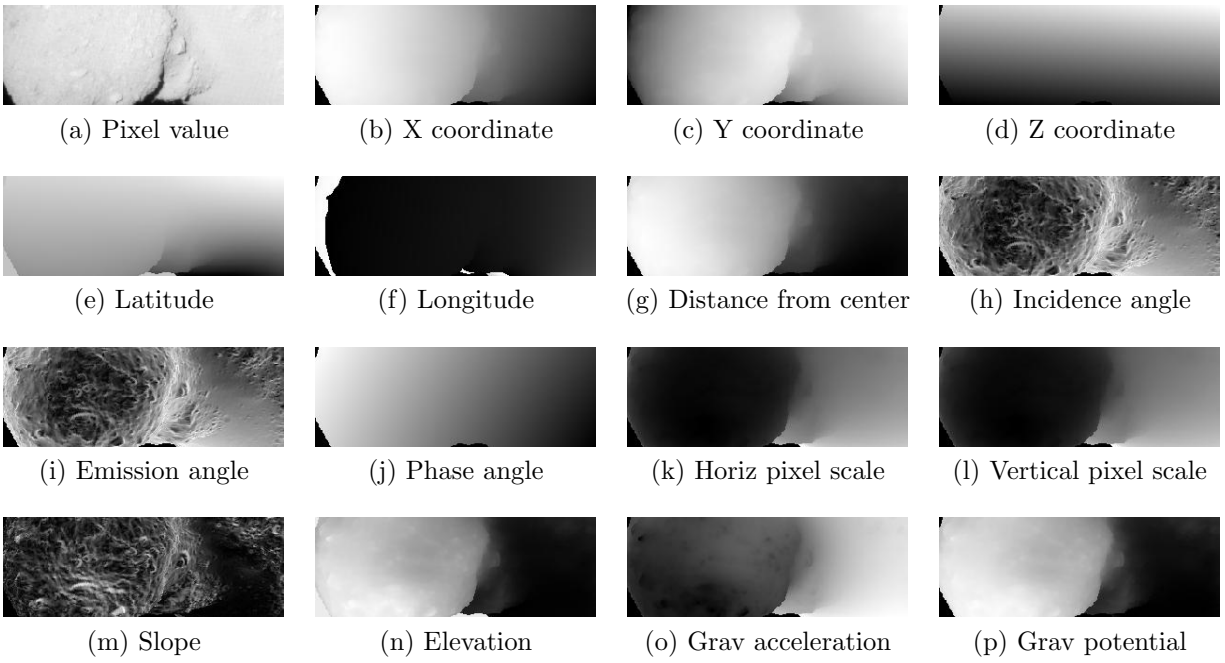 (a) Pixel value
(b) X coordinate
(c) Y coordinate
(d) Z coordinate
(e) Latitude
(f) Longitude
(g) Distance from center
(h) Incidence angle
(i) Emission angle
(j) Phase angle
(k) Horiz pixel scale
(l) Vertical pixel scale
(m) Slope
(n) Elevation
(o) Grav acceleration
(p) Grav potential